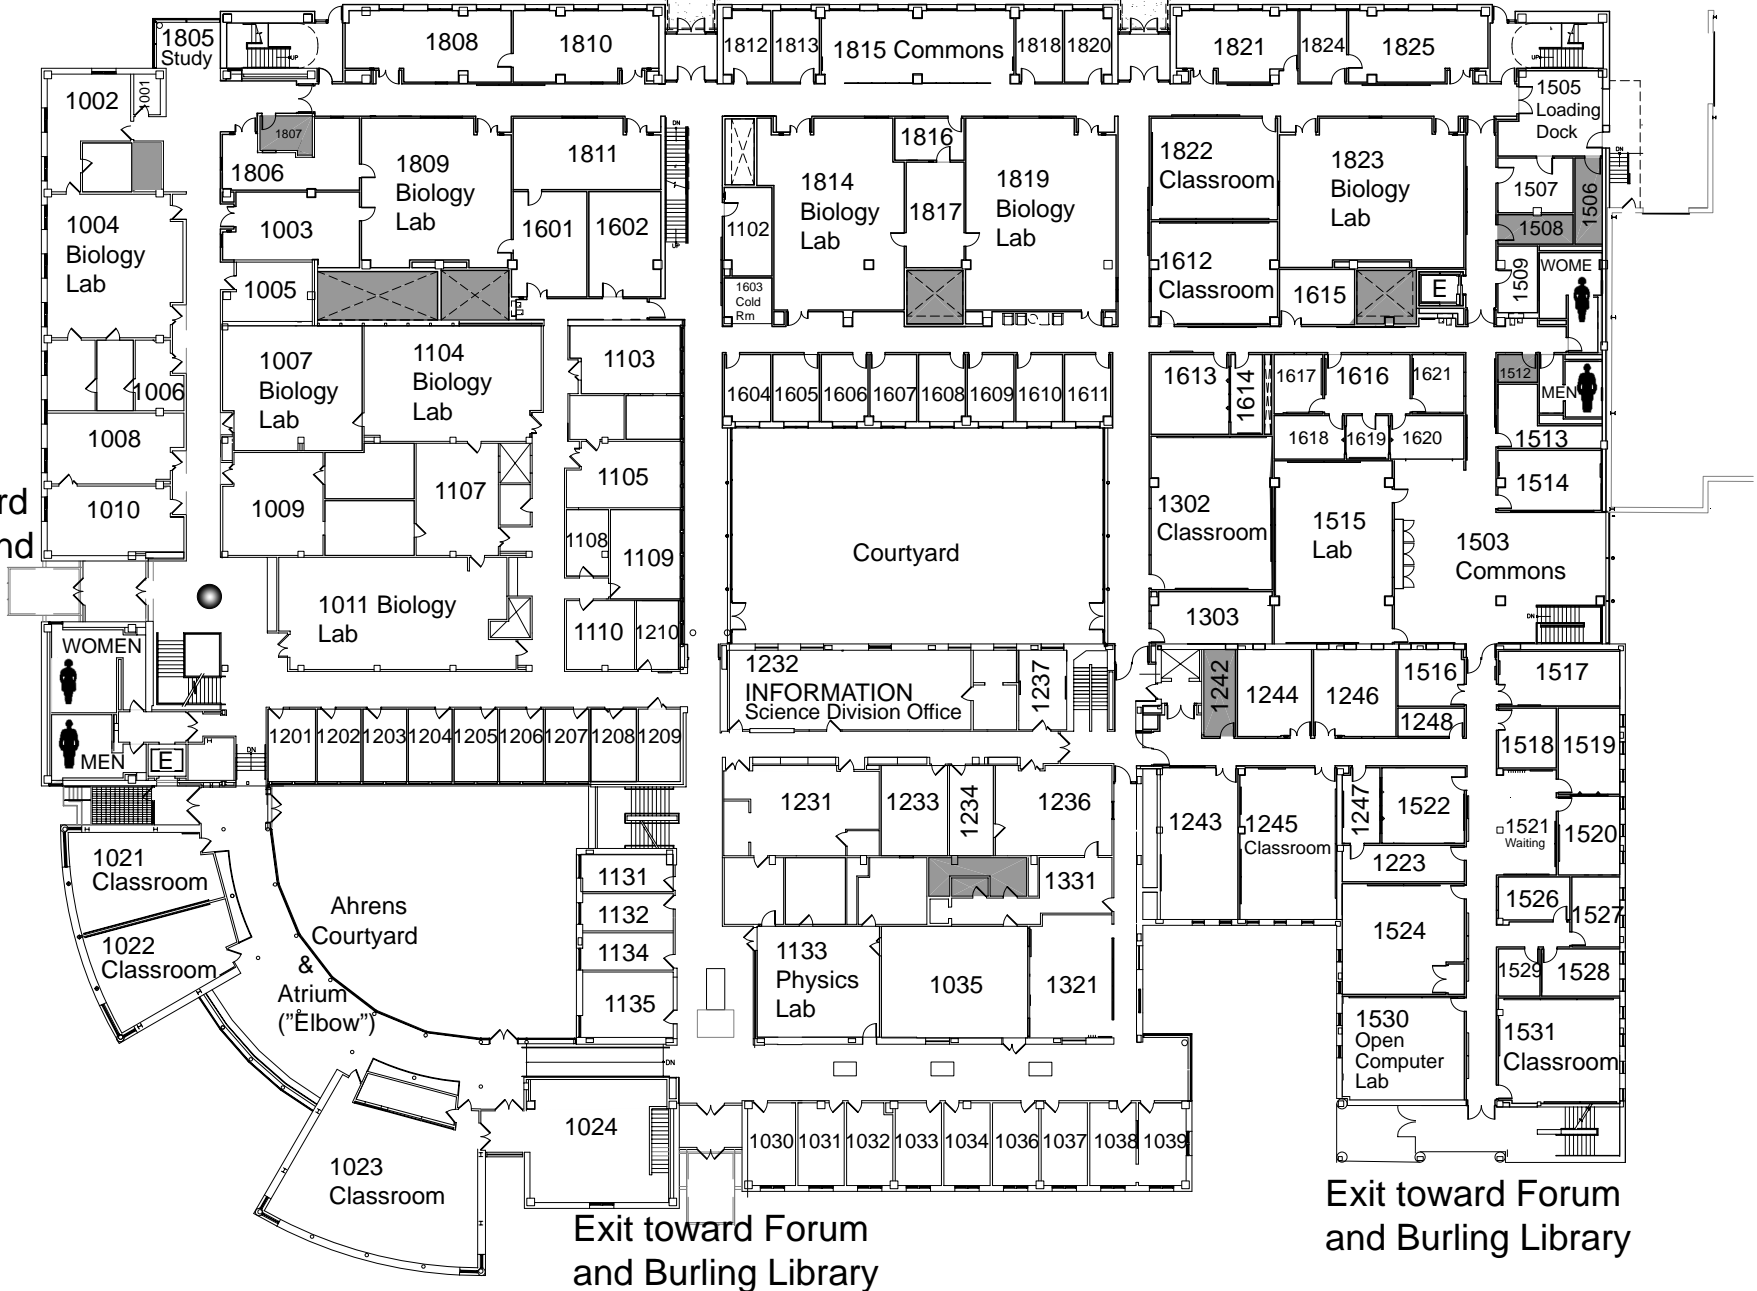 1805
Study
UP
1808
1810
1812
1813
1815 Commons
1818
1820
1821
1824
1825
UP
1002
1001
1505
Loading
Dock
1807
1806
1809
Biology
Lab
1811
DN
UP
1816
1814
Biology
Lab
1817
1819
Biology
Lab
1822
Classroom
1823
Biology
Lab
DN
1507
1506
1508
1004
Biology
Lab
1003
1601
1602
1102
1612
Classroom
1509
WOME
1005
1603
Cold
Rm
1615
E
1007
Biology
Lab
1104
Biology
Lab
1103
1006
1604
1605
1606
1607
1608
1609
1610
1611
1613
1614
1617
1616
1621
1512
MEN
1008
1618
1619
1620
1513
1105
1514
rd
nd
1010
1009
1107
1108
1109
Courtyard
1302
Classroom
1515
Lab
1503
Commons
1011 Biology
Lab
1110
1210
1303
DN
WOMEN
1232
INFORMATION
Science Division Office
1237
1242
1244
1246
1516
1517
1248
MEN
E
DN
1201
1202
1203
1204
1205
1206
1207
1208
1209
1518
1519
1231
1233
1234
1236
1243
1245
Classroom
1247
1522
1521
Waiting
1520
1223
1021
Classroom
1131
1331
1526
1527
1132
Ahrens
Courtyard
&
Atrium
("Elbow")
1022
Classroom
1134
1133
Physics
Lab
1035
1321
1524
1529
1528
1135
1530
Open
Computer
Lab
1531
Classroom
DN
1024
1023
Classroom
1030
1031
1032
1033
1034
1036
1037
1038
1039
Exit toward Forum
and Burling Library
Exit toward Forum
and Burling Library